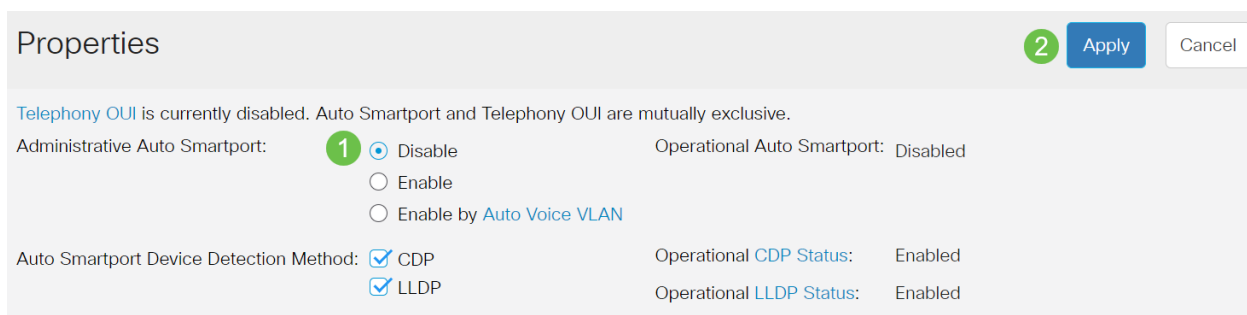 Properties
2 Apply Cancel
Telephony OUI is currently disabled. Auto Smartport and Telephony OUI are mutually exclusive.
Administrative Auto Smartport: 1 Disable Operational Auto Smartport: Disabled
Enable
Enable by Auto Voice VLAN
Auto Smartport Device Detection Method: CDP Operational CDP Status: Enabled
LLDP Operational LLDP Status: Enabled